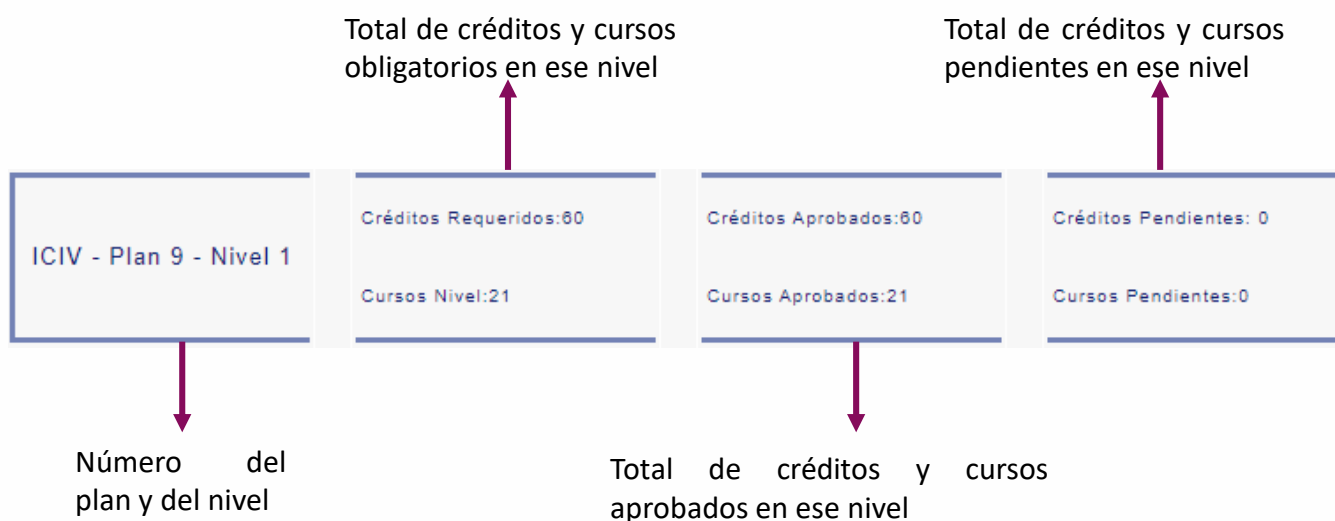 Total de créditos y cursos
obligatorios en ese nivel
Total de créditos y cursos
pendientes en ese nivel
ICIV - Plan 9 - Nivel 1
Créditos Requeridos:60
Cursos Nivel:21
Créditos Aprobados:60
Cursos Aprobados:21
Créditos Pendientes: 0
Cursos Pendientes:0
Número del
plan y del nivel
Total de créditos y cursos
aprobados en ese nivel